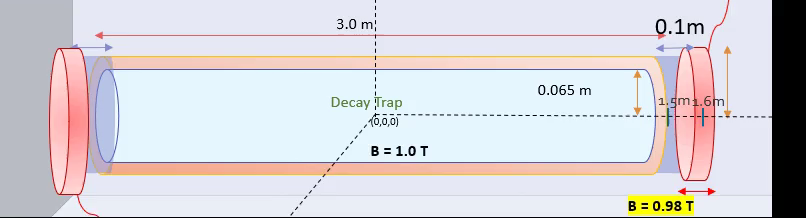 3.0 m
0.1m
0.065 m
1.5m 1.6m
Decay Trap
(0,0,0)
B = 1.0 T
B = 0.98 T